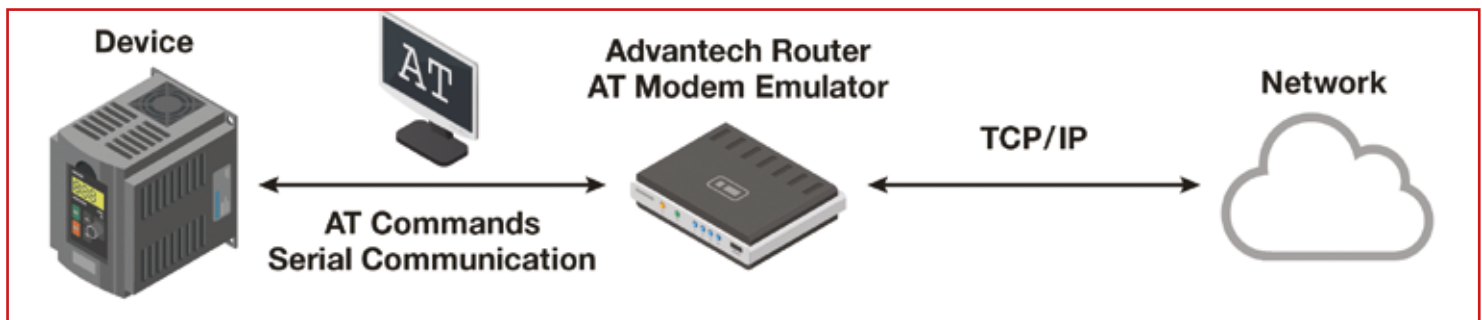 Device
AT
Advantech Router
AT Modem Emulator
Network
TCP/IP
AT Commands
Serial Communication